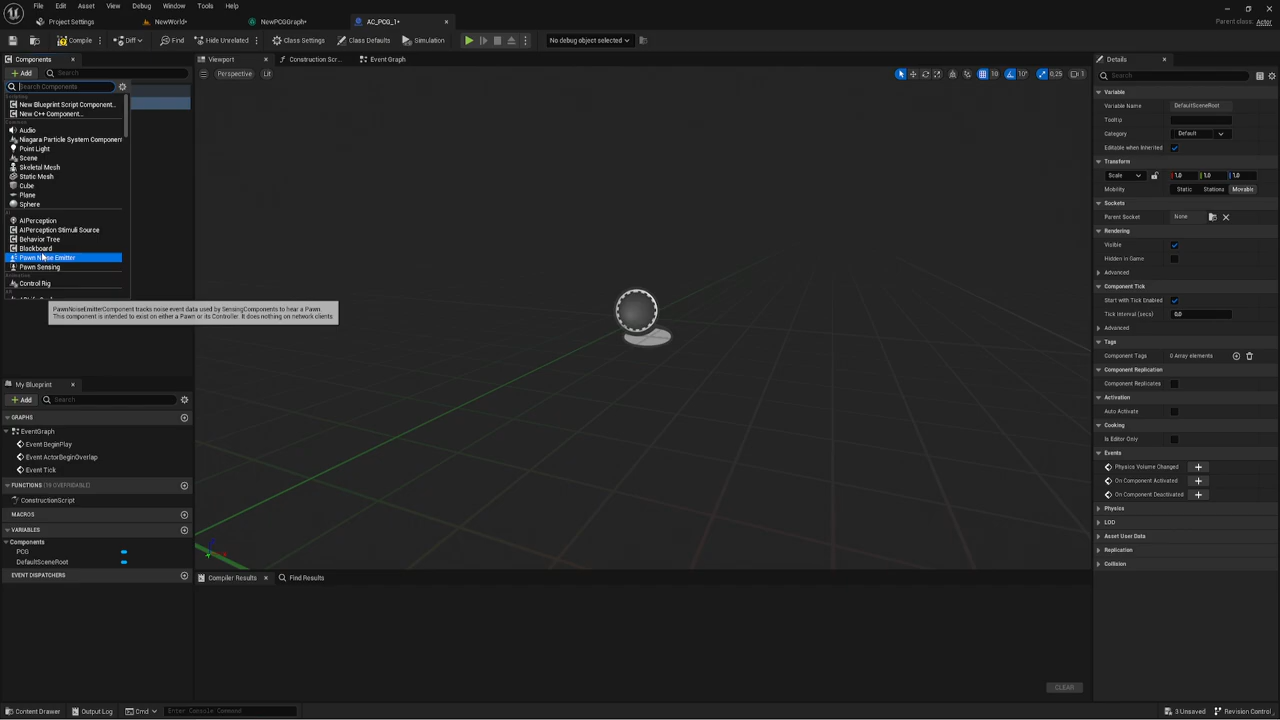 File Edit Asset View Debug Window Tools Help
Parent class: Actor
Project Settings NewWorld* NewPCGGraph* AC_PCG_1*
Compile Diff Find Hide Unrelated Class Settings Class Defaults Simulation No debug object selected
Components
Add Search
Search Components
New Blueprint Script Component...
New C++ Component...
Audio
Niagara Particle System Component
Point Light
Scene
Skeletal Mesh
Static Mesh
Cube
Plane
Sphere
AIPerception
AIPerception Stimuli Source
Behavior Tree
Blackboard
Pawn Noise Emitter
Pawn Sensing
Control Rig
PawnNoiseEmitterComponent tracks noise event data used by SensingComponents to hear a Pawn.
This component is intended to exist on either a Pawn or its Controller. It does nothing on network clients.
My Blueprint
Add Search
GRAPHS
EventGraph
Event BeginPlay
Event ActorBeginOverlap
Event Tick
FUNCTIONS (19 OVERRIDABLE)
ConstructionScript
MACROS
VARIABLES
Components
PCG
DefaultSceneRoot
EVENT DISPATCHERS
Viewport Construction Scr... Event Graph
Perspective Lit
10 10° 0,25 1
Compiler Results Find Results
CLEAR
Details
Search
Variable
Variable Name DefaultSceneRoot
Tooltip
Category Default
Editable when Inherited
Transform
Scale 1.0 1.0 1.0
Mobility Static Stationa Movable
Sockets
Parent Socket None
Rendering
Visible
Hidden in Game
Advanced
Component Tick
Start with Tick Enabled
Tick Interval (secs) 0.0
Advanced
Tags
Component Tags 0 Array elements
Component Replication
Component Replicates
Activation
Auto Activate
Cooking
Is Editor Only
Events
Physics Volume Changed
On Component Activated
On Component Deactivated
Physics
LOD
Asset User Data
Replication
Collision
Content Drawer Output Log Cmd Enter Console Command
3 Unsaved Revision Control